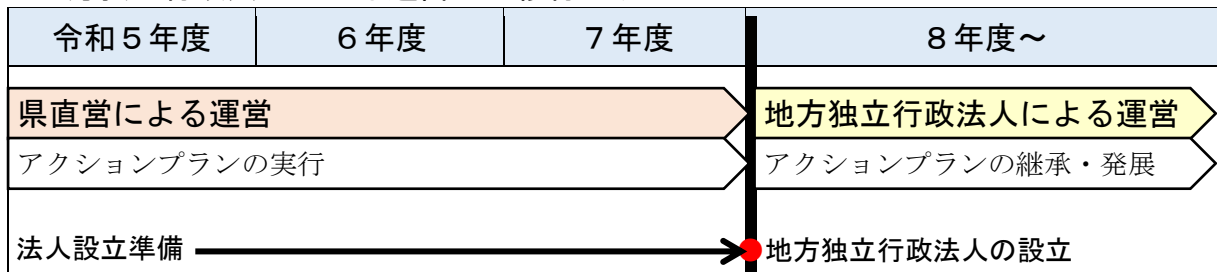 令和５年度 ６年度 ７年度 ８年度～
県直営による運営 地方独立行政法人による運営
アクションプランの実行 アクションプランの継承・発展
法人設立準備 地方独立行政法人の設立